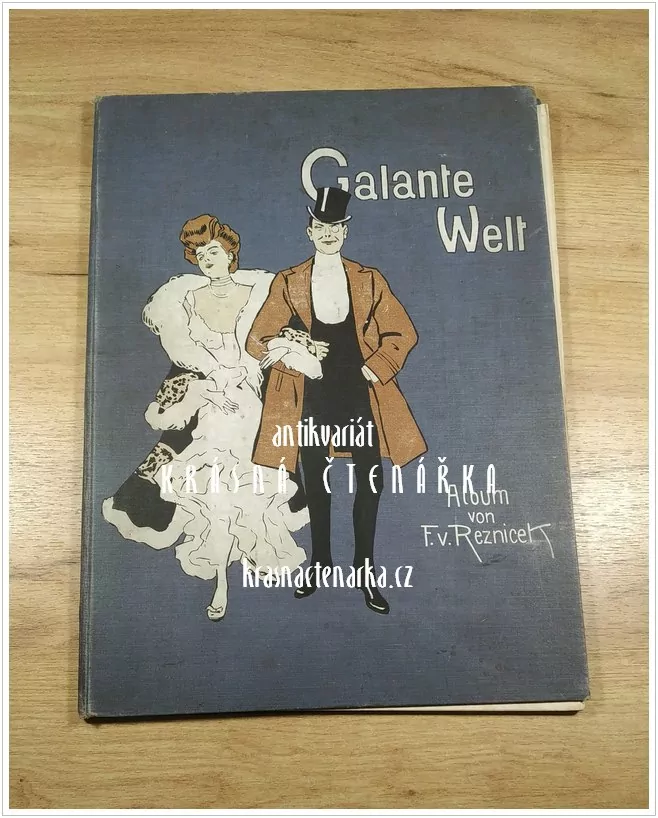 Galante
Welt
antikvariát
KRÁSNÁ ČTENÁŘKA
Album
von
F.v. Reznicek
krasnactenarka.cz